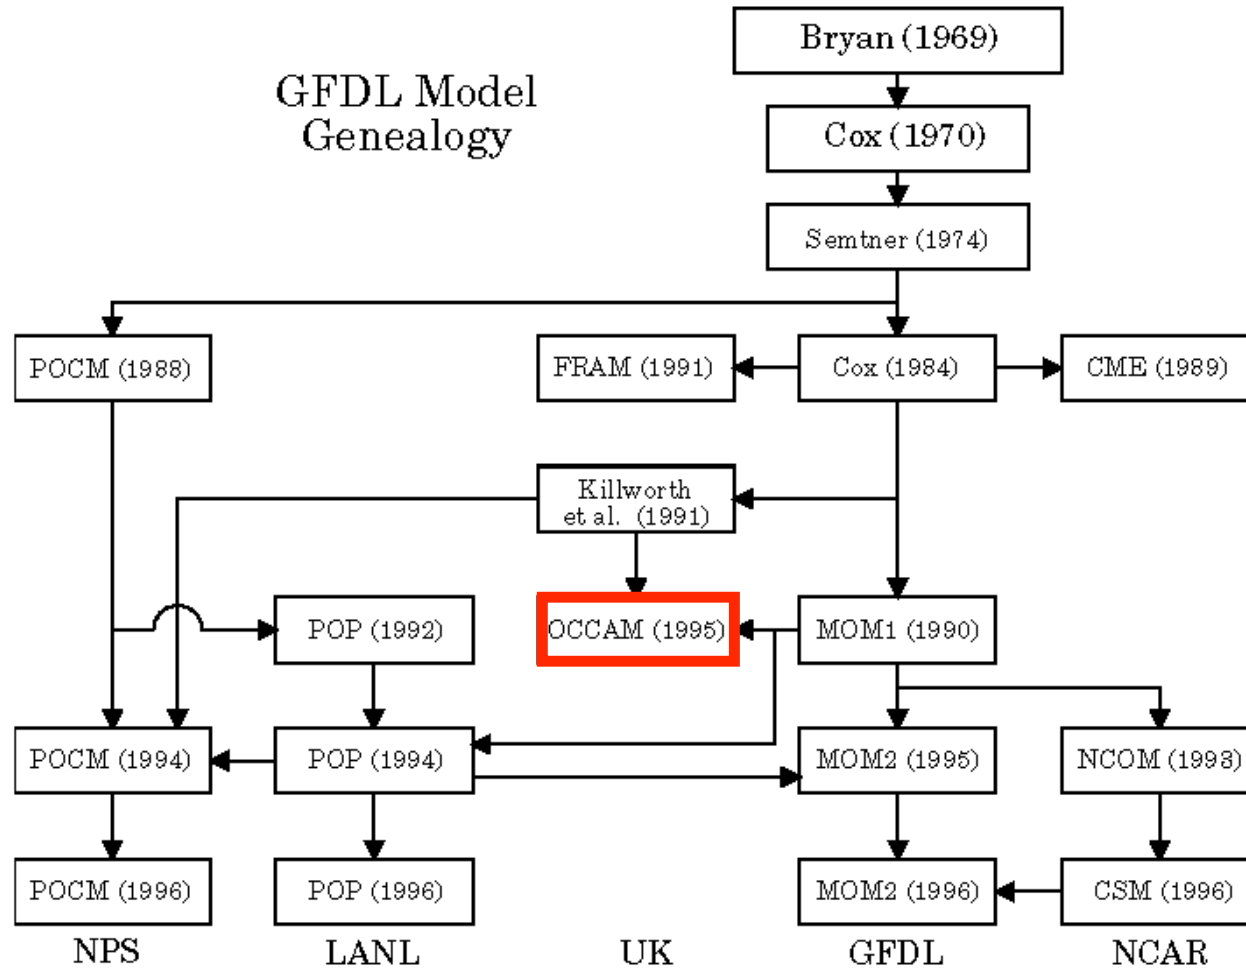 Bryan (1969)
GFDL Model
Genealogy
Cox (1970)
Semtner (1974)
POCM (1988)
FRAM (1991)
Cox (1984)
CME (1989)
Killworth
et al. (1991)
POP (1992)
OCCAM (1995)
MOM1 (1990)
POCM (1994)
POP (1994)
MOM2 (1995)
NCOM (1993)
POCM (1996)
POP (1996)
MOM2 (1996)
CSM (1996)
NPS
LANL
UK
GFDL
NCAR